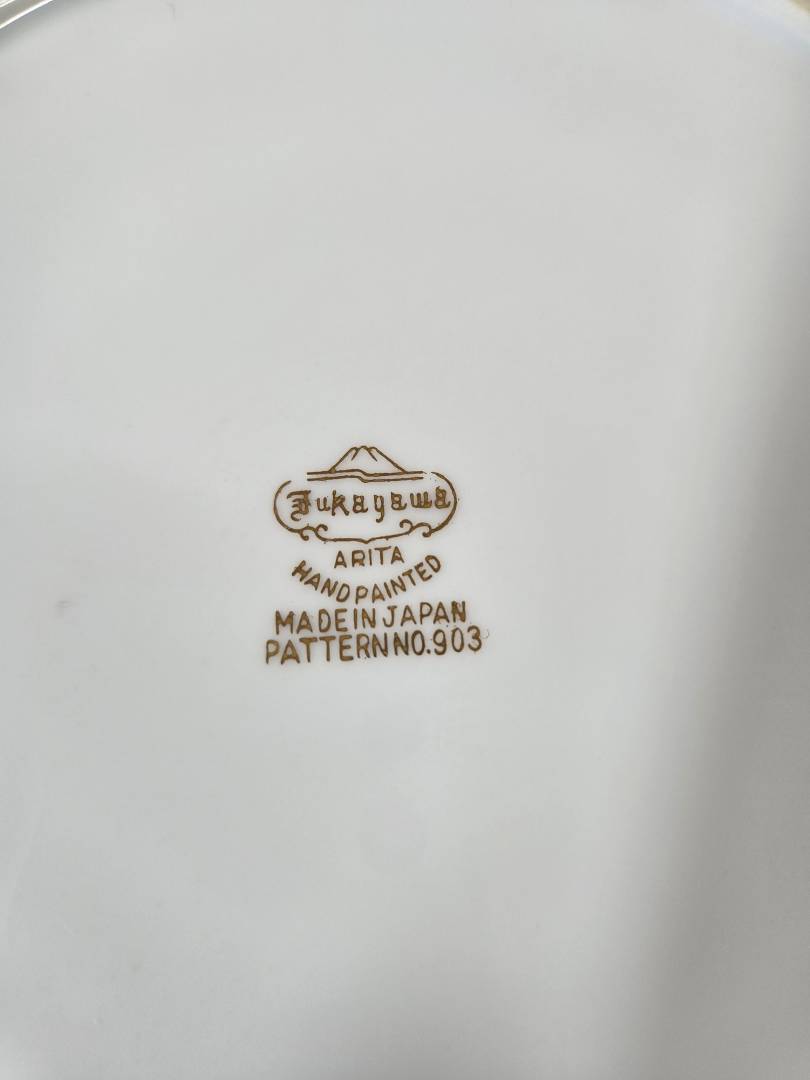 Fukagawa
ARITA
HAND PAINTED
MADE IN JAPAN
PATTERN NO.903